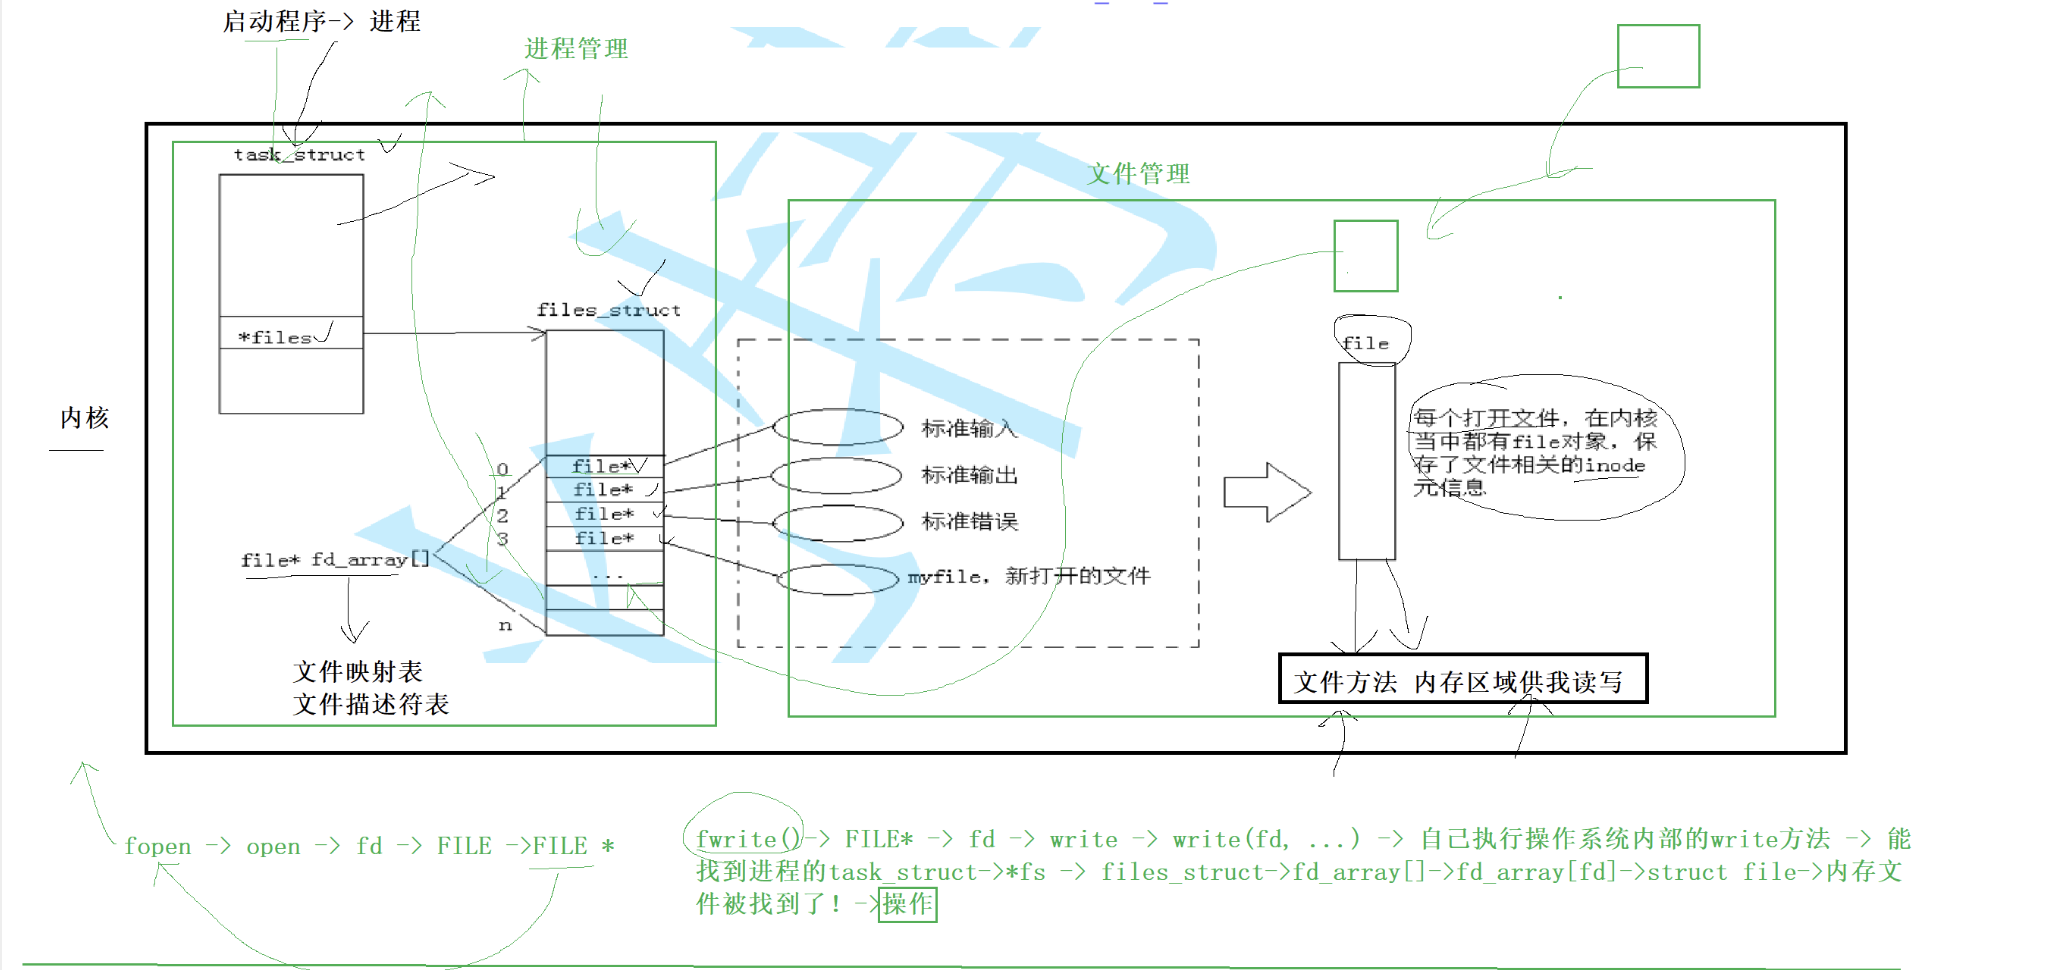 启动程序-> 进程
进程管理
task_struct
文件管理
files_struct
*files
file
内核
标准输入
标准输出
标准错误
myfile，新打开的文件
0
1
2
3
n
file*
file*
file*
file*
...
file* fd_array[]
每个打开文件，在内核
当中都有file对象，保
存了文件相关的inode
元信息
文件映射表
文件描述符表
文件方法 内存区域供我读写
fopen -> open -> fd -> FILE ->FILE *
fwrite()-> FILE* -> fd -> write -> write(fd, ...) -> 自己执行操作系统内部的write方法 -> 能
找到进程的task_struct->*fs -> files_struct->fd_array[]->fd_array[fd]->struct file->内存文
件被找到了！->操作